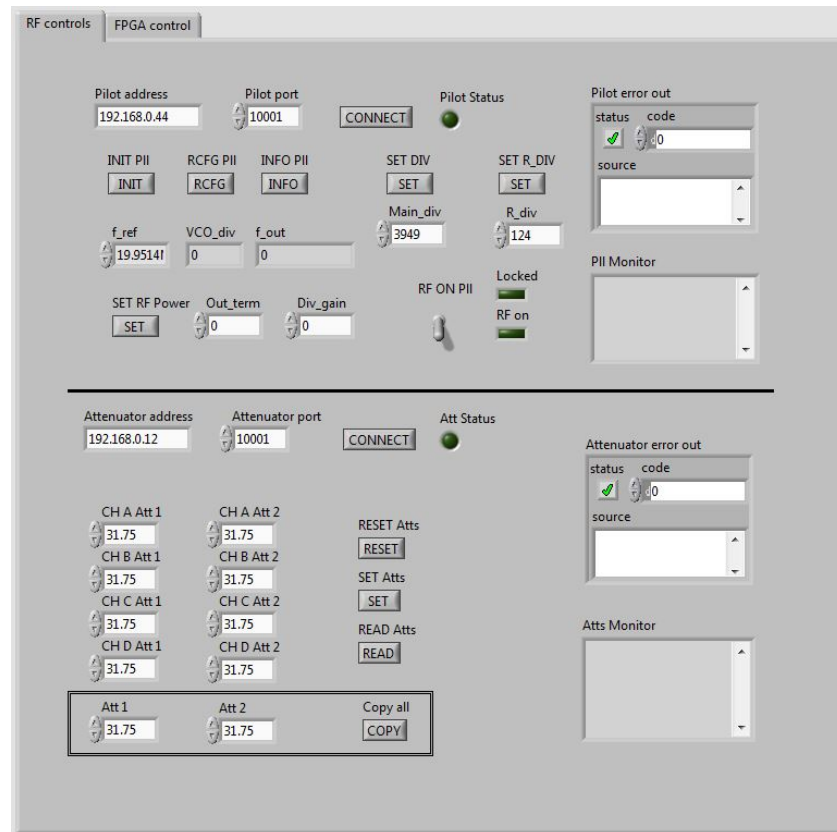 RF controls FPGA control
Pilot address Pilot port Pilot Status Pilot error out
192.168.0.44 10001 CONNECT status code
0
INIT PII RCFG PII INFO PII SET DIV SET R_DIV source
INIT RCFG INFO SET SET
Main_div R_div
f_ref VCO_div f_out 3949 124
19.9514M 0 0
PII Monitor
Locked
SET RF Power Out_term Div_gain RF ON PII
SET 0 0 RF on
Attenuator address Attenuator port Att Status
192.168.0.12 10001 CONNECT Attenuator error out
status code
0
CH A Att 1 CH A Att 2 source
31.75 31.75 RESET Atts
CH B Att 1 CH B Att 2 RESET
31.75 31.75 SET Atts
CH C Att 1 CH C Att 2 SET
31.75 31.75 READ Atts Atts Monitor
CH D Att 1 CH D Att 2 READ
31.75 31.75
Att 1 Att 2 Copy all
31.75 31.75 COPY